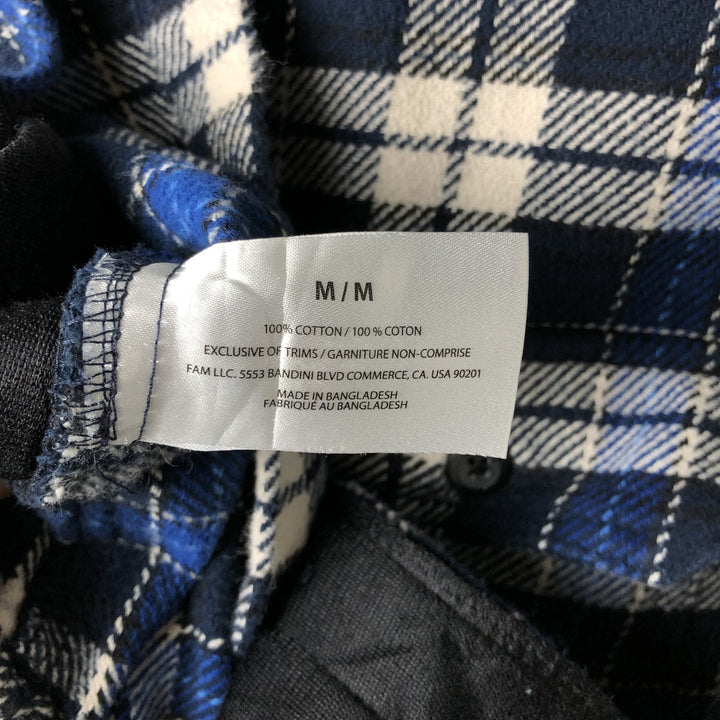 M / M
100% COTTON / 100 % COTON
EXCLUSIVE OF TRIMS / GARNITURE NON-COMPRISE
FAM LLC. 5553 BANDINI BLVD COMMERCE, CA. USA 90201
MADE IN BANGLADESH
FABRIQUÉ AU BANGLADESH